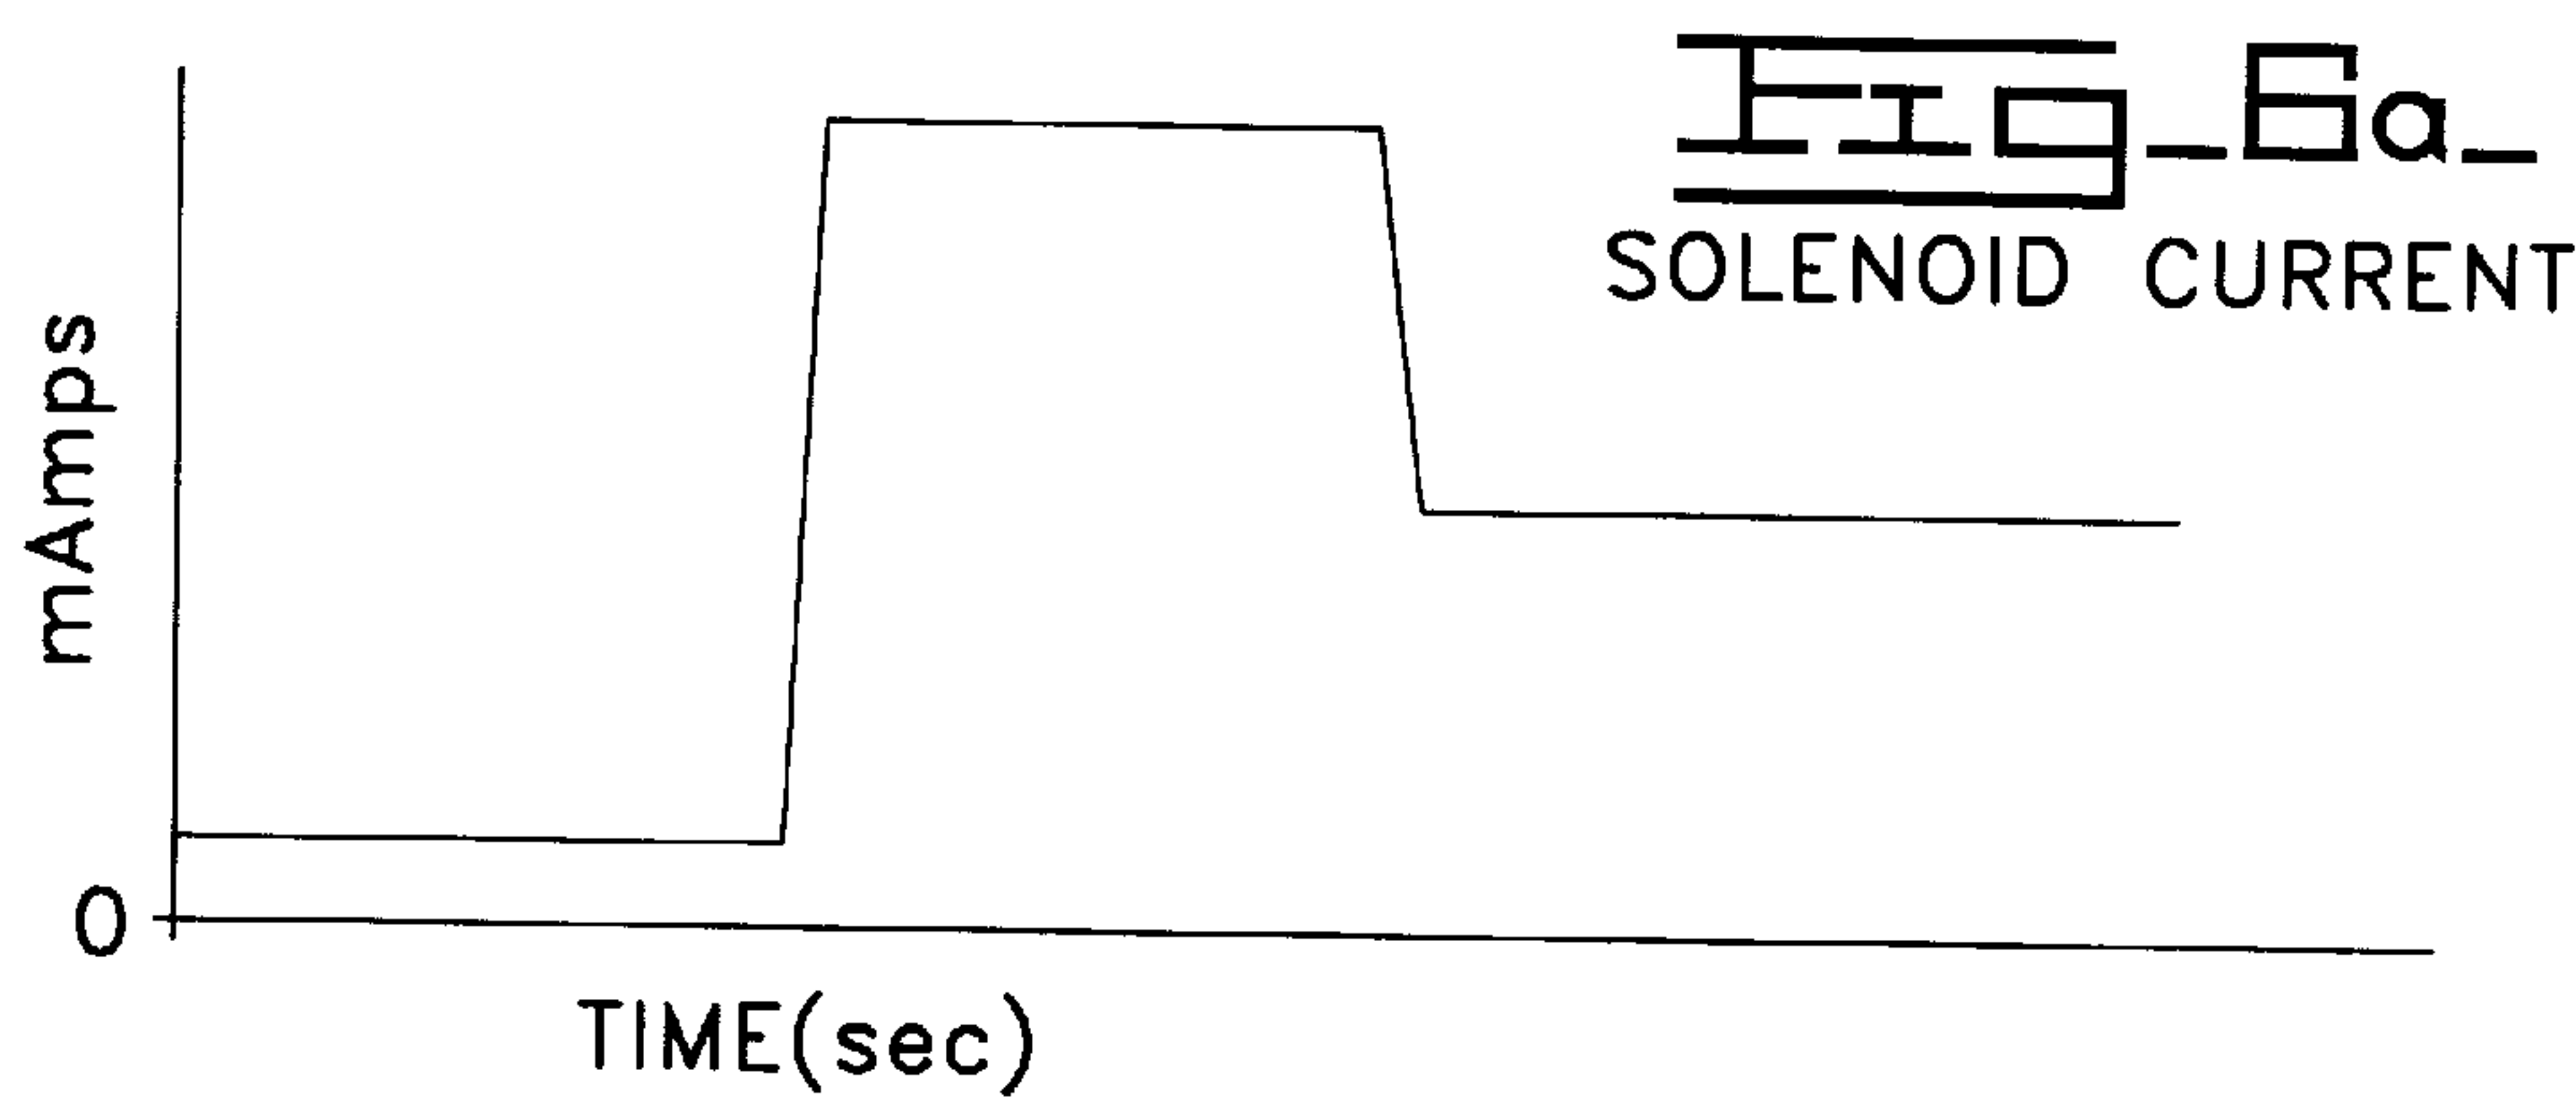 Fig_6a_
SOLENOID CURRENT
mAmps
0
TIME(sec)